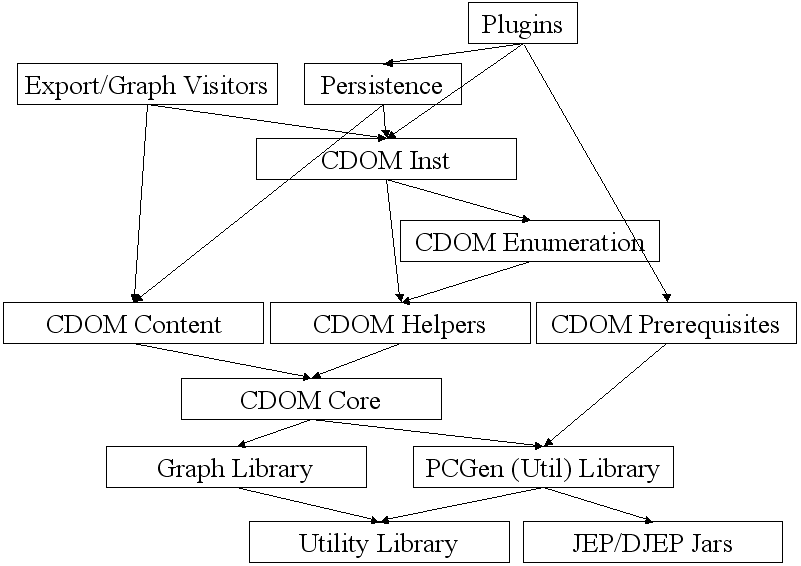 Plugins
Export/Graph Visitors
Persistence
CDOM Inst
CDOM Enumeration
CDOM Content
CDOM Helpers
CDOM Prerequisites
CDOM Core
Graph Library
PCGen (Util) Library
Utility Library
JEP/DJEP Jars